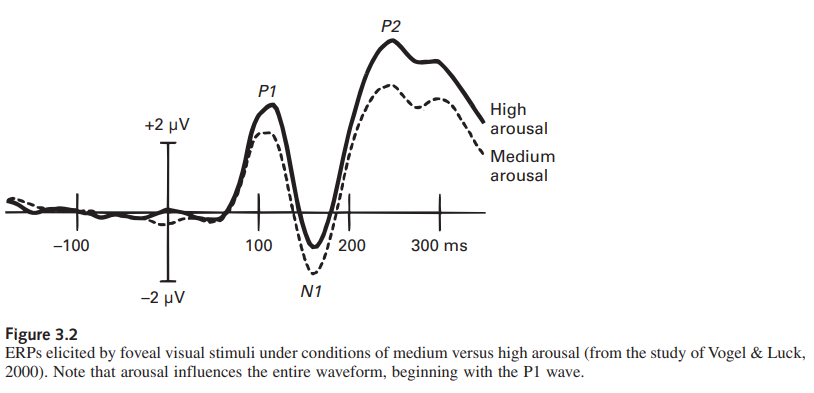 P2
P1
+2 µV
High
arousal
Medium
arousal
−100
100
200
300 ms
−2 µV
N1
Figure 3.2
ERPs elicited by foveal visual stimuli under conditions of medium versus high arousal (from the study of Vogel & Luck,
2000). Note that arousal influences the entire waveform, beginning with the P1 wave.